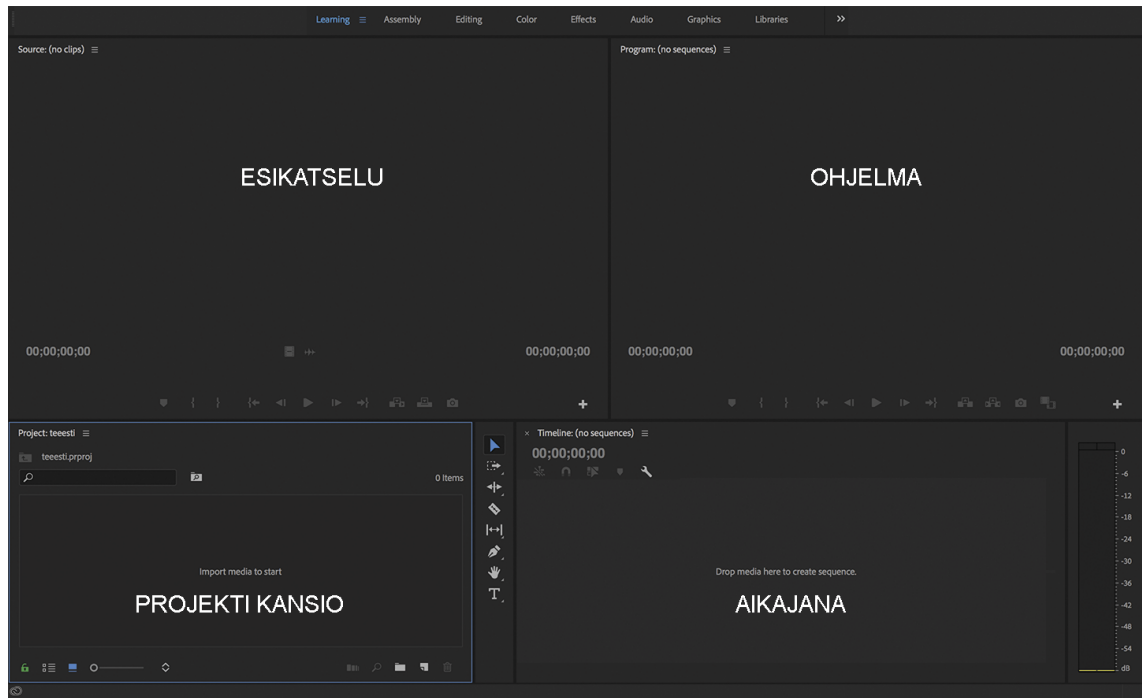 Learning Assembly Editing Color Effects Audio Graphics Libraries
Source: (no clips)
ESIKATSELU
00;00;00;00 00;00;00;00
Program: (no sequences)
OHJELMA
00;00;00;00 00;00;00;00
Project: teeesti
teeesti.prproj
0 Items
Import media to start
PROJEKTI KANSIO
T
Timeline: (no sequences)
00;00;00;00
Drop media here to create sequence.
AIKAJANA
0
-6
-12
-18
-24
-30
-36
-42
-48
-54
dB